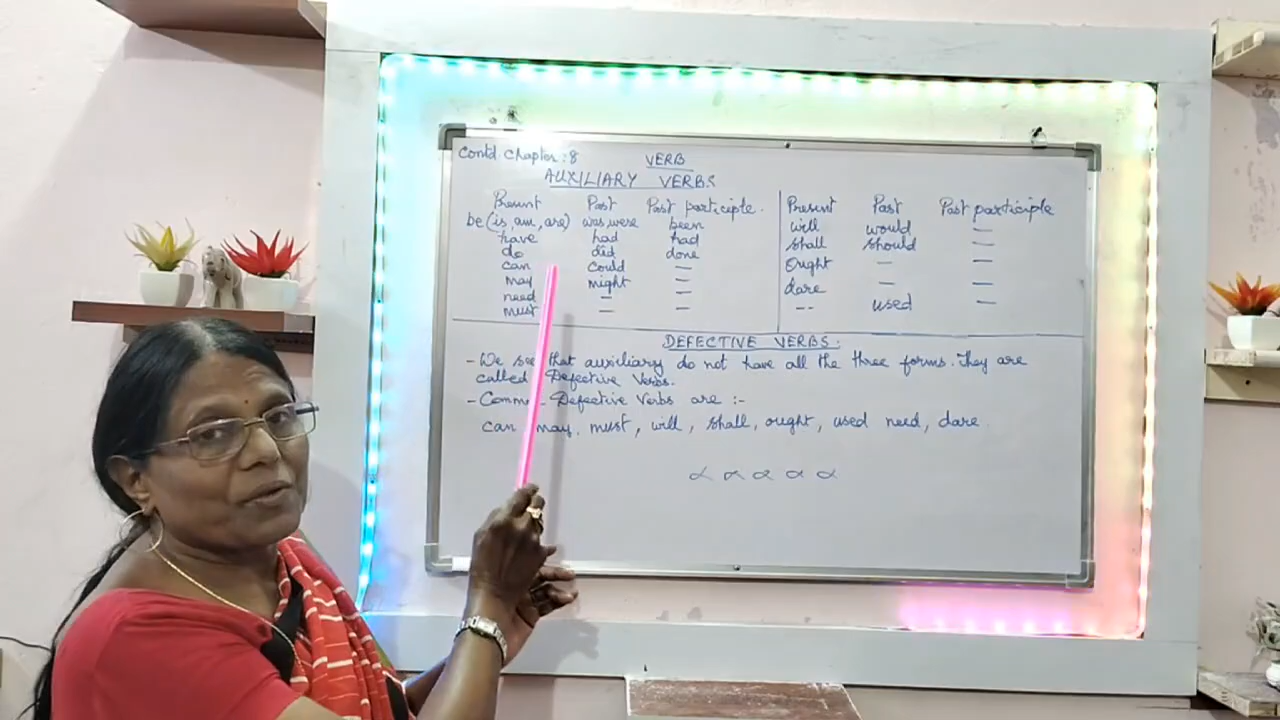 Contd. Chapter : 8 VERB
AUXILIARY VERBS
Present Past Past participle.
be (is, am, are) was, were been
have had had
do did done
can could —
may might —
need — —
must — —
Present Past Past participle
will would —
shall should —
Ought — —
dare — —
-- used —
DEFECTIVE VERBS:
- We see that auxiliary do not have all the three forms. They are
called Defective Verbs.
- Defective Verbs are :-
can may, must, will, shall, ought, used need, dare.